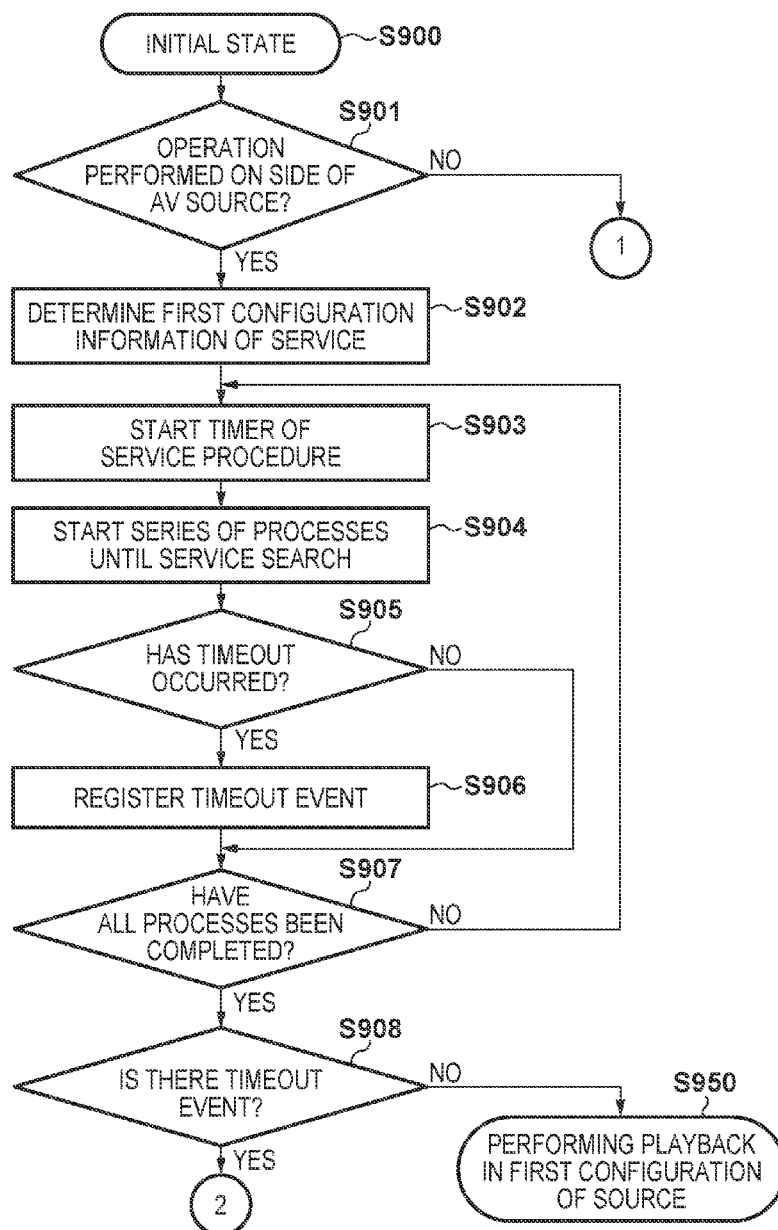 INITIAL STATE
S900
S901
OPERATION
PERFORMED ON SIDE OF
AV SOURCE?
NO
1
YES
DETERMINE FIRST CONFIGURATION
INFORMATION OF SERVICE
S902
START TIMER OF
SERVICE PROCEDURE
S903
START SERIES OF PROCESSES
UNTIL SERVICE SEARCH
S904
S905
HAS TIMEOUT
OCCURRED?
NO
YES
REGISTER TIMEOUT EVENT
S906
S907
HAVE
ALL PROCESSES BEEN
COMPLETED?
NO
YES
S908
IS THERE TIMEOUT
EVENT?
NO
S950
PERFORMING PLAYBACK
IN FIRST CONFIGURATION
OF SOURCE
YES
2